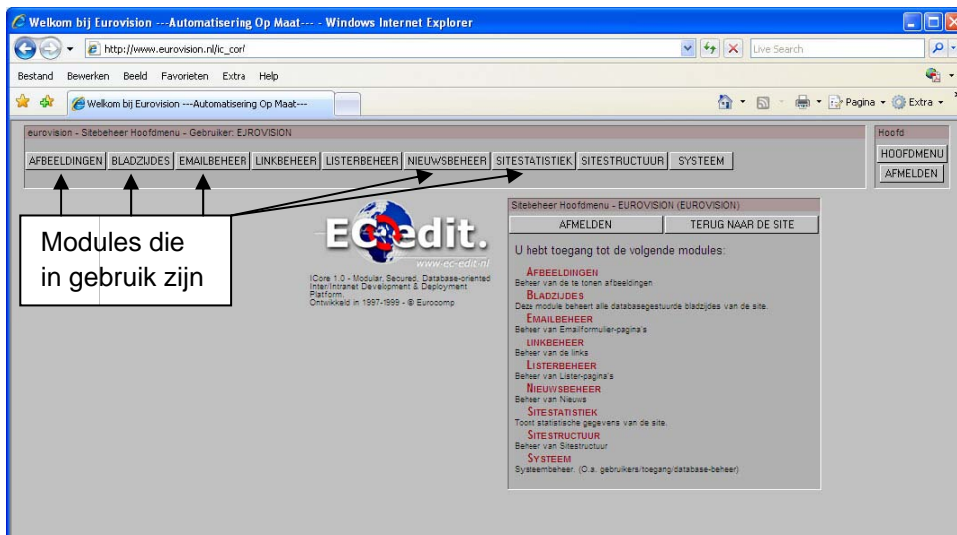 Welkom bij Eurovision ---Automatisering Op Maat--- - Windows Internet Explorer
http://www.eurovision.nl/ic_cor/
Live Search
Bestand Bewerken Beeld Favorieten Extra Help
Welkom bij Eurovision ---Automatisering Op Maat---
Pagina Extra
eurovision - Sitebeheer Hoofdmenu - Gebruiker: EUROVISION
Hoofd
AFBEELDINGEN BLADZIJDES EMAILBEHEER LINKBEHEER LISTERBEHEER NIEUWSBEHEER SITESTATISTIEK SITESTRUCTUUR SYSTEEM
HOOFDMENU
AFMELDEN
Modules die
in gebruik zijn
EC-edit.
www-ec-edit-nl
ICore 1.0 - Modular, Secured, Database-oriented
Inter/Intranet Development & Deployment
Platform.
Ontwikkeld in 1997-1999 - © Eurocomp
Sitebeheer Hoofdmenu - EUROVISION (EUROVISION)
AFMELDEN TERUG NAAR DE SITE
U hebt toegang tot de volgende modules:
AFBEELDINGEN
Beheer van de te tonen afbeeldingen
BLADZIJDES
Deze module beheert alle databasegestuurde bladzijdes van de site.
EMAILBEHEER
Beheer van Emailformulier-pagina's
LINKBEHEER
Beheer van de links
LISTERBEHEER
Beheer van Lister-pagina's
NIEUWSBEHEER
Beheer van Nieuws
SITESTATISTIEK
Toont statistische gegevens van de site.
SITESTRUCTUUR
Beheer van Sitestructuur
SYSTEEM
Systeembeheer. (O.a. gebruikers/toegang/database-beheer)